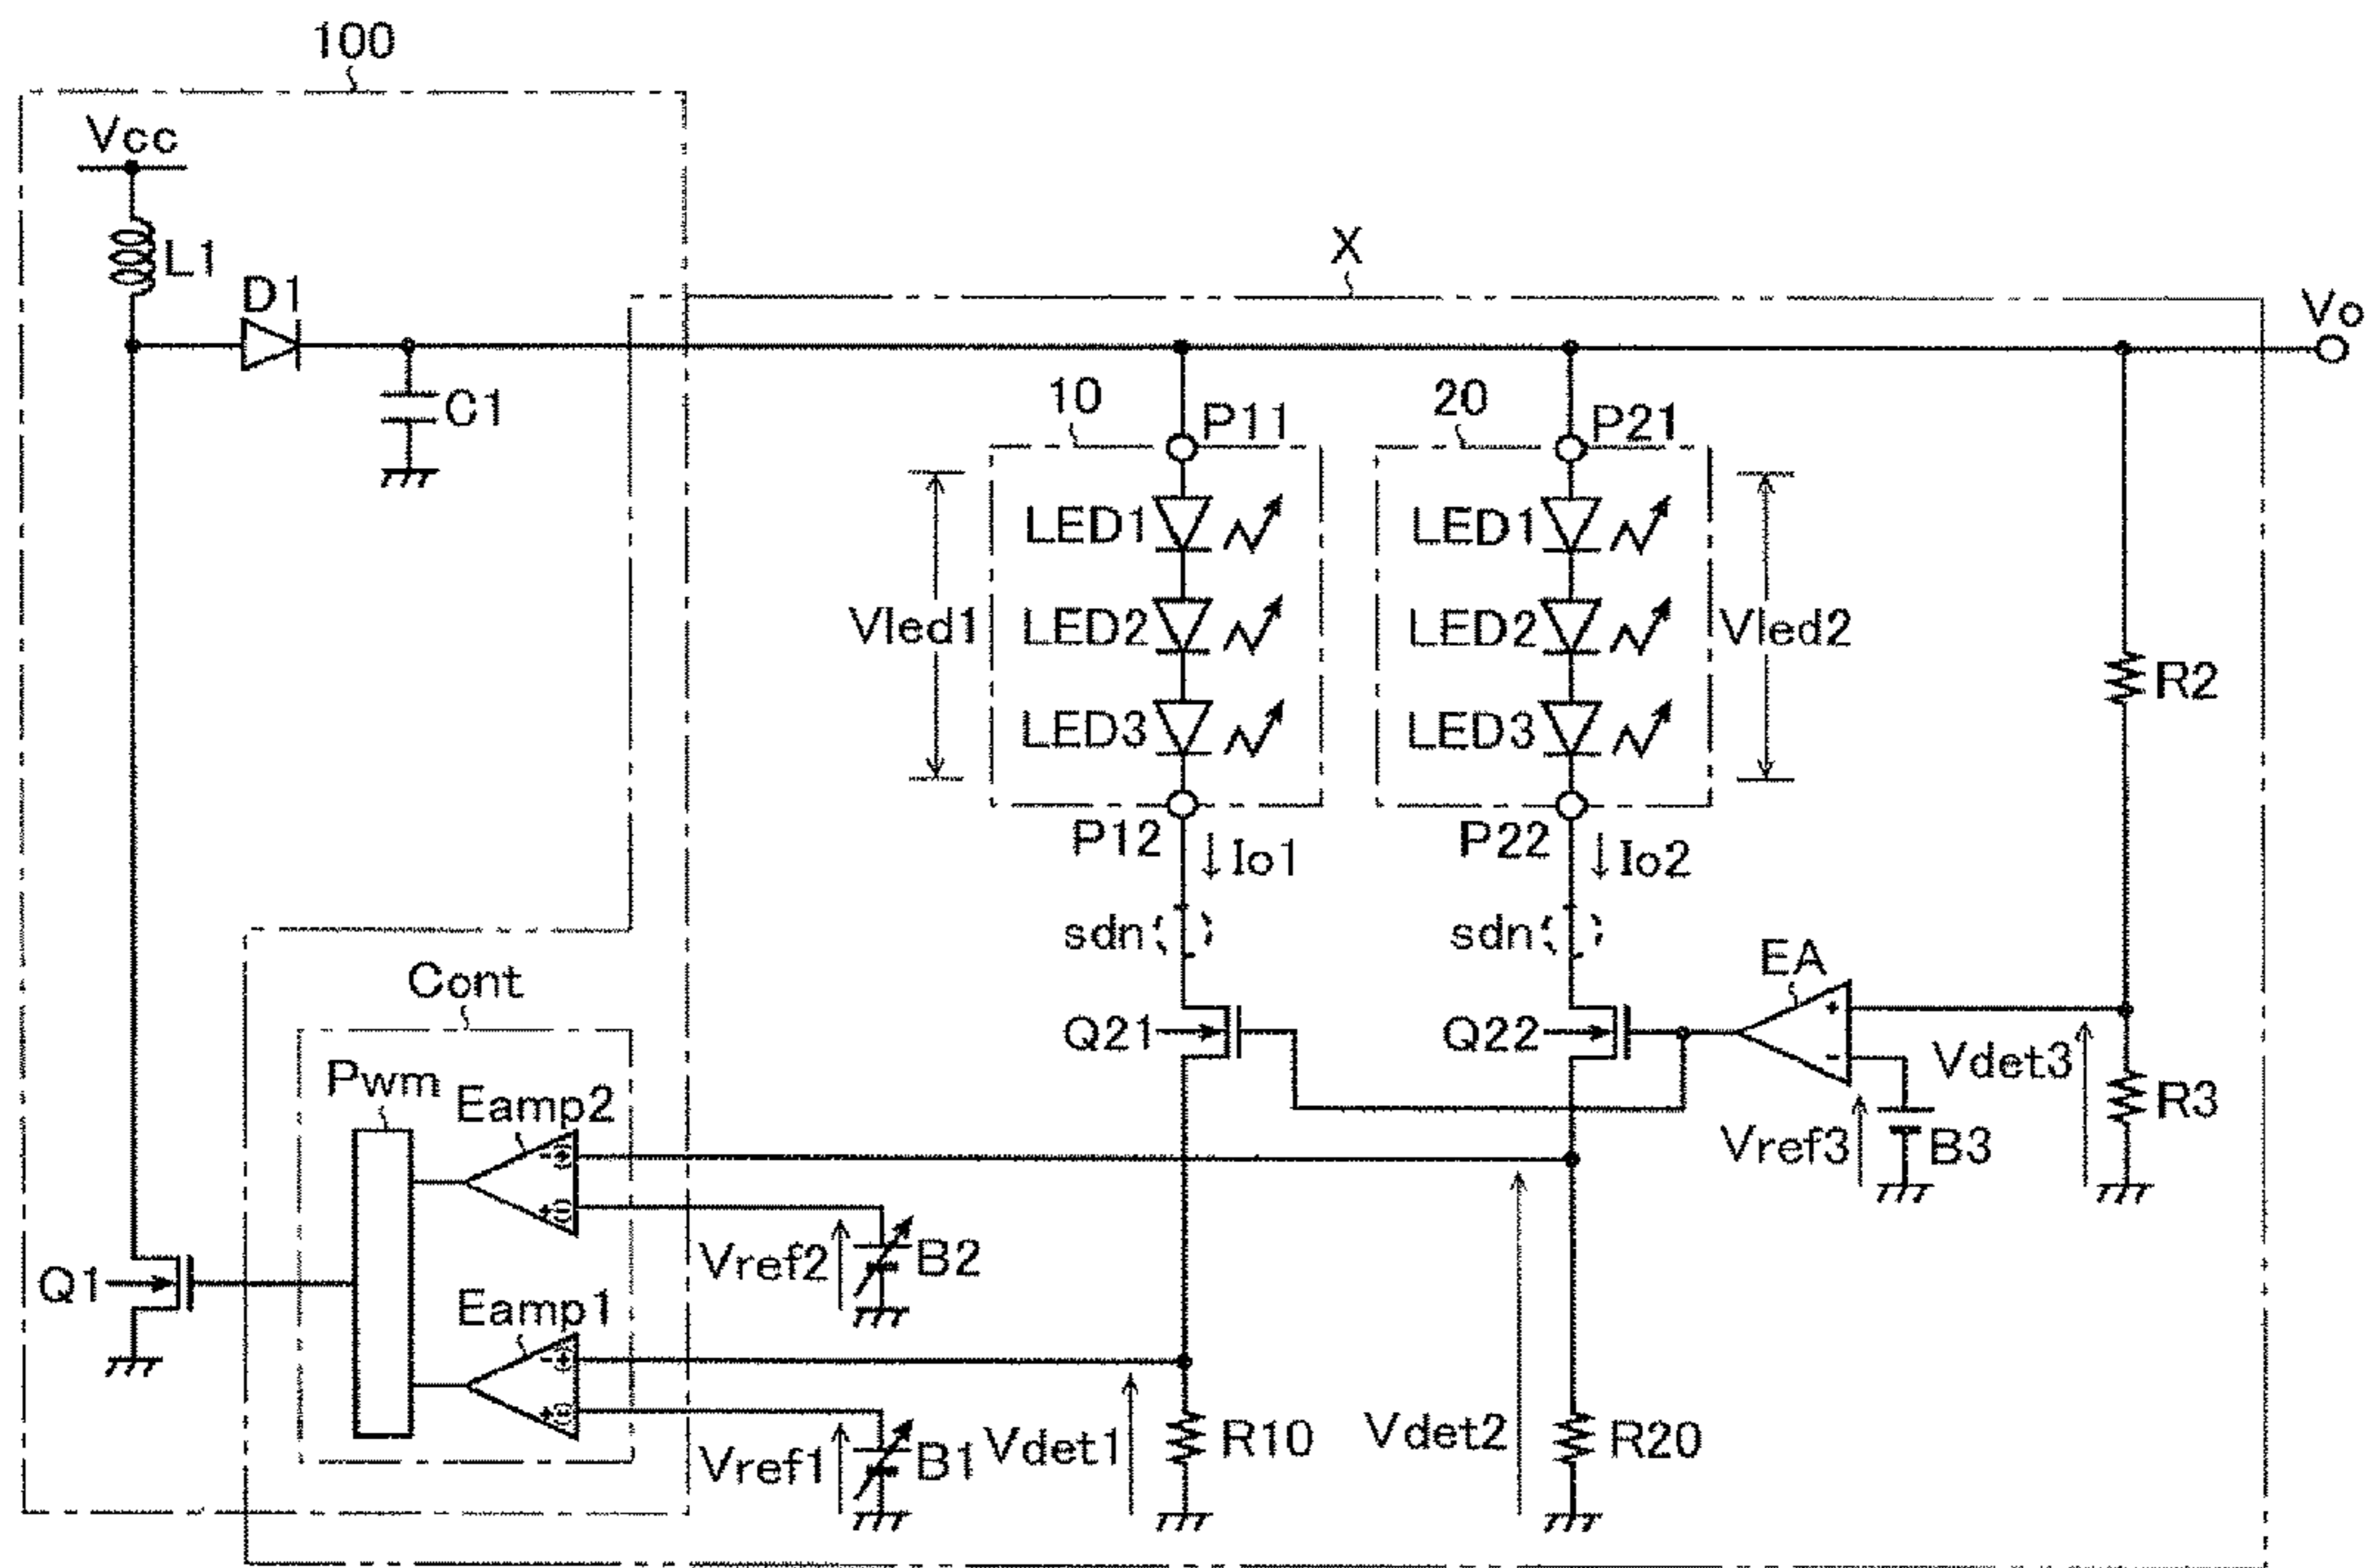 100
Vcc
L1
D1
C1
X
Vo
10
P11
20
P21
LED1
LED1
Vled1
LED2
LED2
Vled2
R2
LED3
LED3
P12
Io1
P22
Io2
sdn
sdn
EA
+
-
Cont
Q21
Q22
Vdet3
Pwm
Eamp2
R3
Vref3
B3
-(+)
+(-)
Vref2
B2
Q1
Eamp1
-(+)
+(-)
Vref1
B1
Vdet1
R10
Vdet2
R20